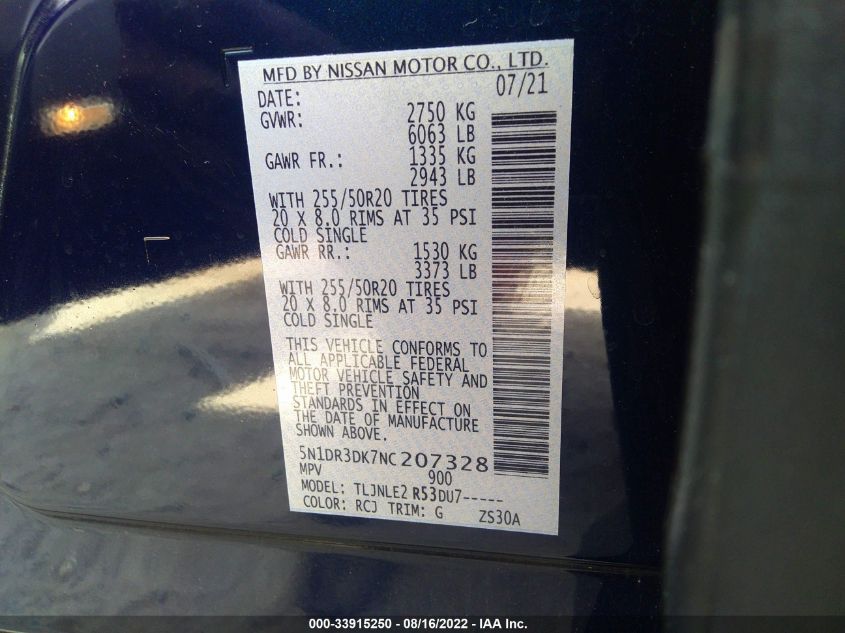 MFD BY NISSAN MOTOR CO., LTD.
DATE: 07/21
GVWR: 2750 KG
6063 LB
GAWR FR.: 1335 KG
2943 LB
WITH 255/50R20 TIRES
20 X 8.0 RIMS AT 35 PSI
COLD SINGLE
GAWR RR.: 1530 KG
3373 LB
WITH 255/50R20 TIRES
20 X 8.0 RIMS AT 35 PSI
COLD SINGLE
THIS VEHICLE CONFORMS TO
ALL APPLICABLE FEDERAL
MOTOR VEHICLE SAFETY AND
THEFT PREVENTION
STANDARDS IN EFFECT ON
THE DATE OF MANUFACTURE
SHOWN ABOVE.
5N1DR3DK7NC207328
MPV 900
MODEL: TLJNLE2 R53DU7-----
COLOR: RCJ TRIM: G ZS30A
000-33915250 - 08/16/2022 - IAA Inc.